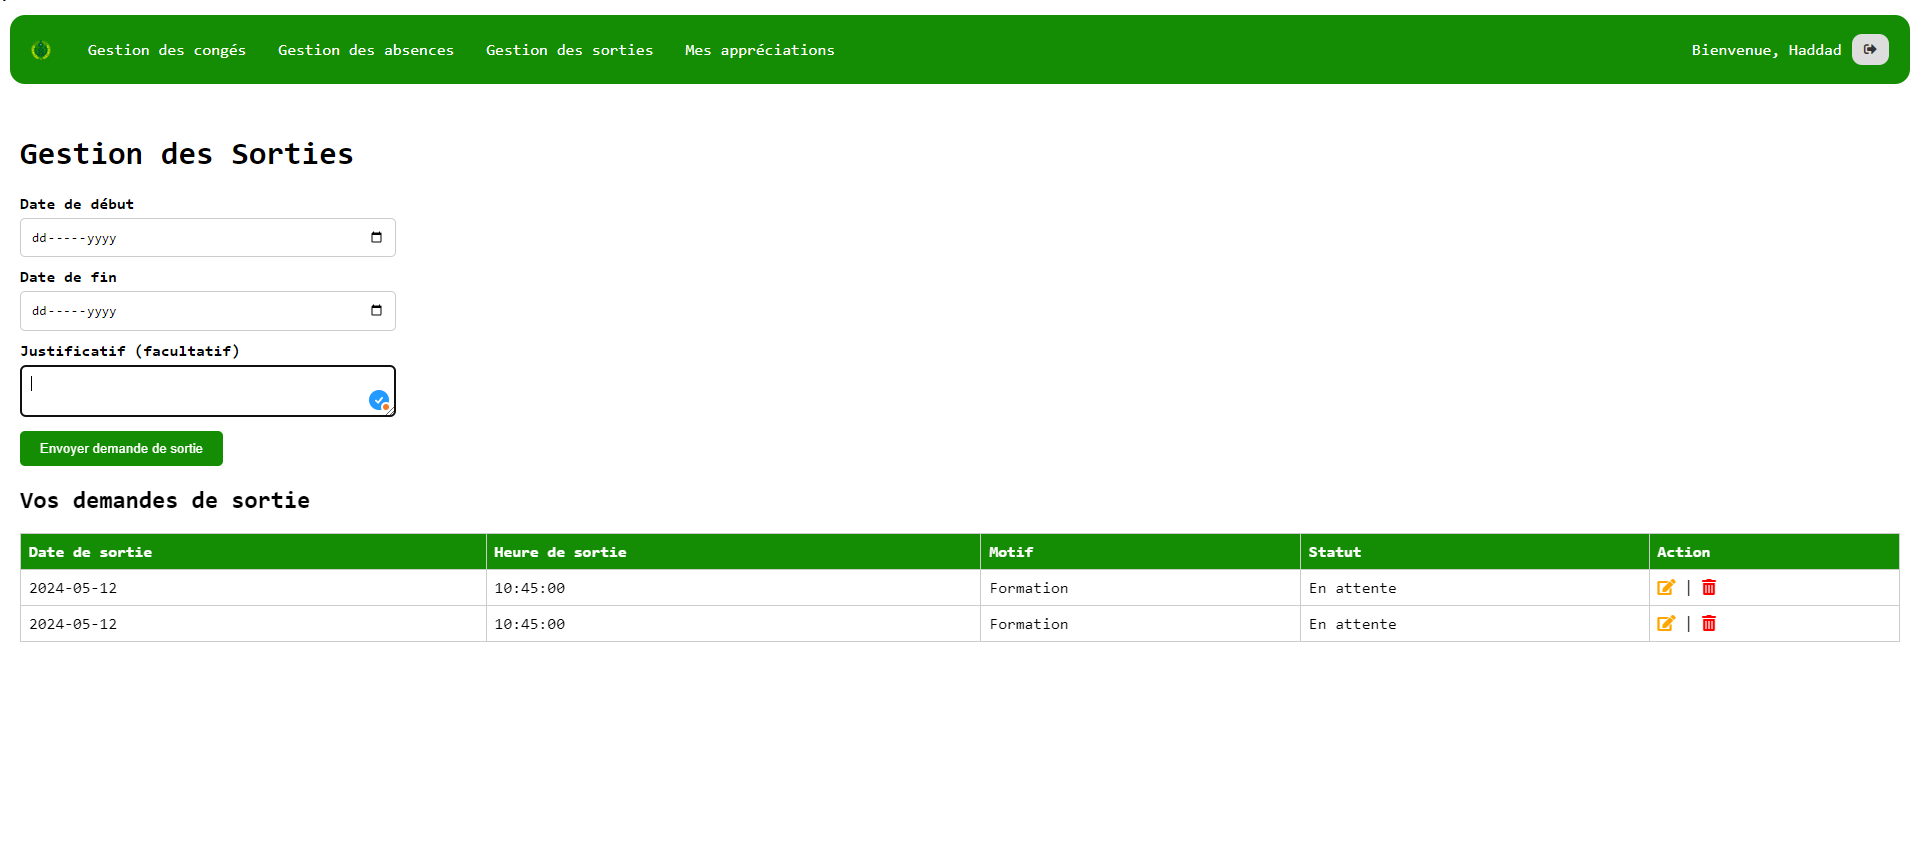 Gestion des congés Gestion des absences Gestion des sorties Mes appréciations Bienvenue, Haddad
Gestion des Sorties
Date de début
dd-----yyyy
Date de fin
dd-----yyyy
Justificatif (facultatif)
Envoyer demande de sortie
Vos demandes de sortie
Date de sortie Heure de sortie Motif Statut Action
2024-05-12 10:45:00 Formation En attente |
2024-05-12 10:45:00 Formation En attente |